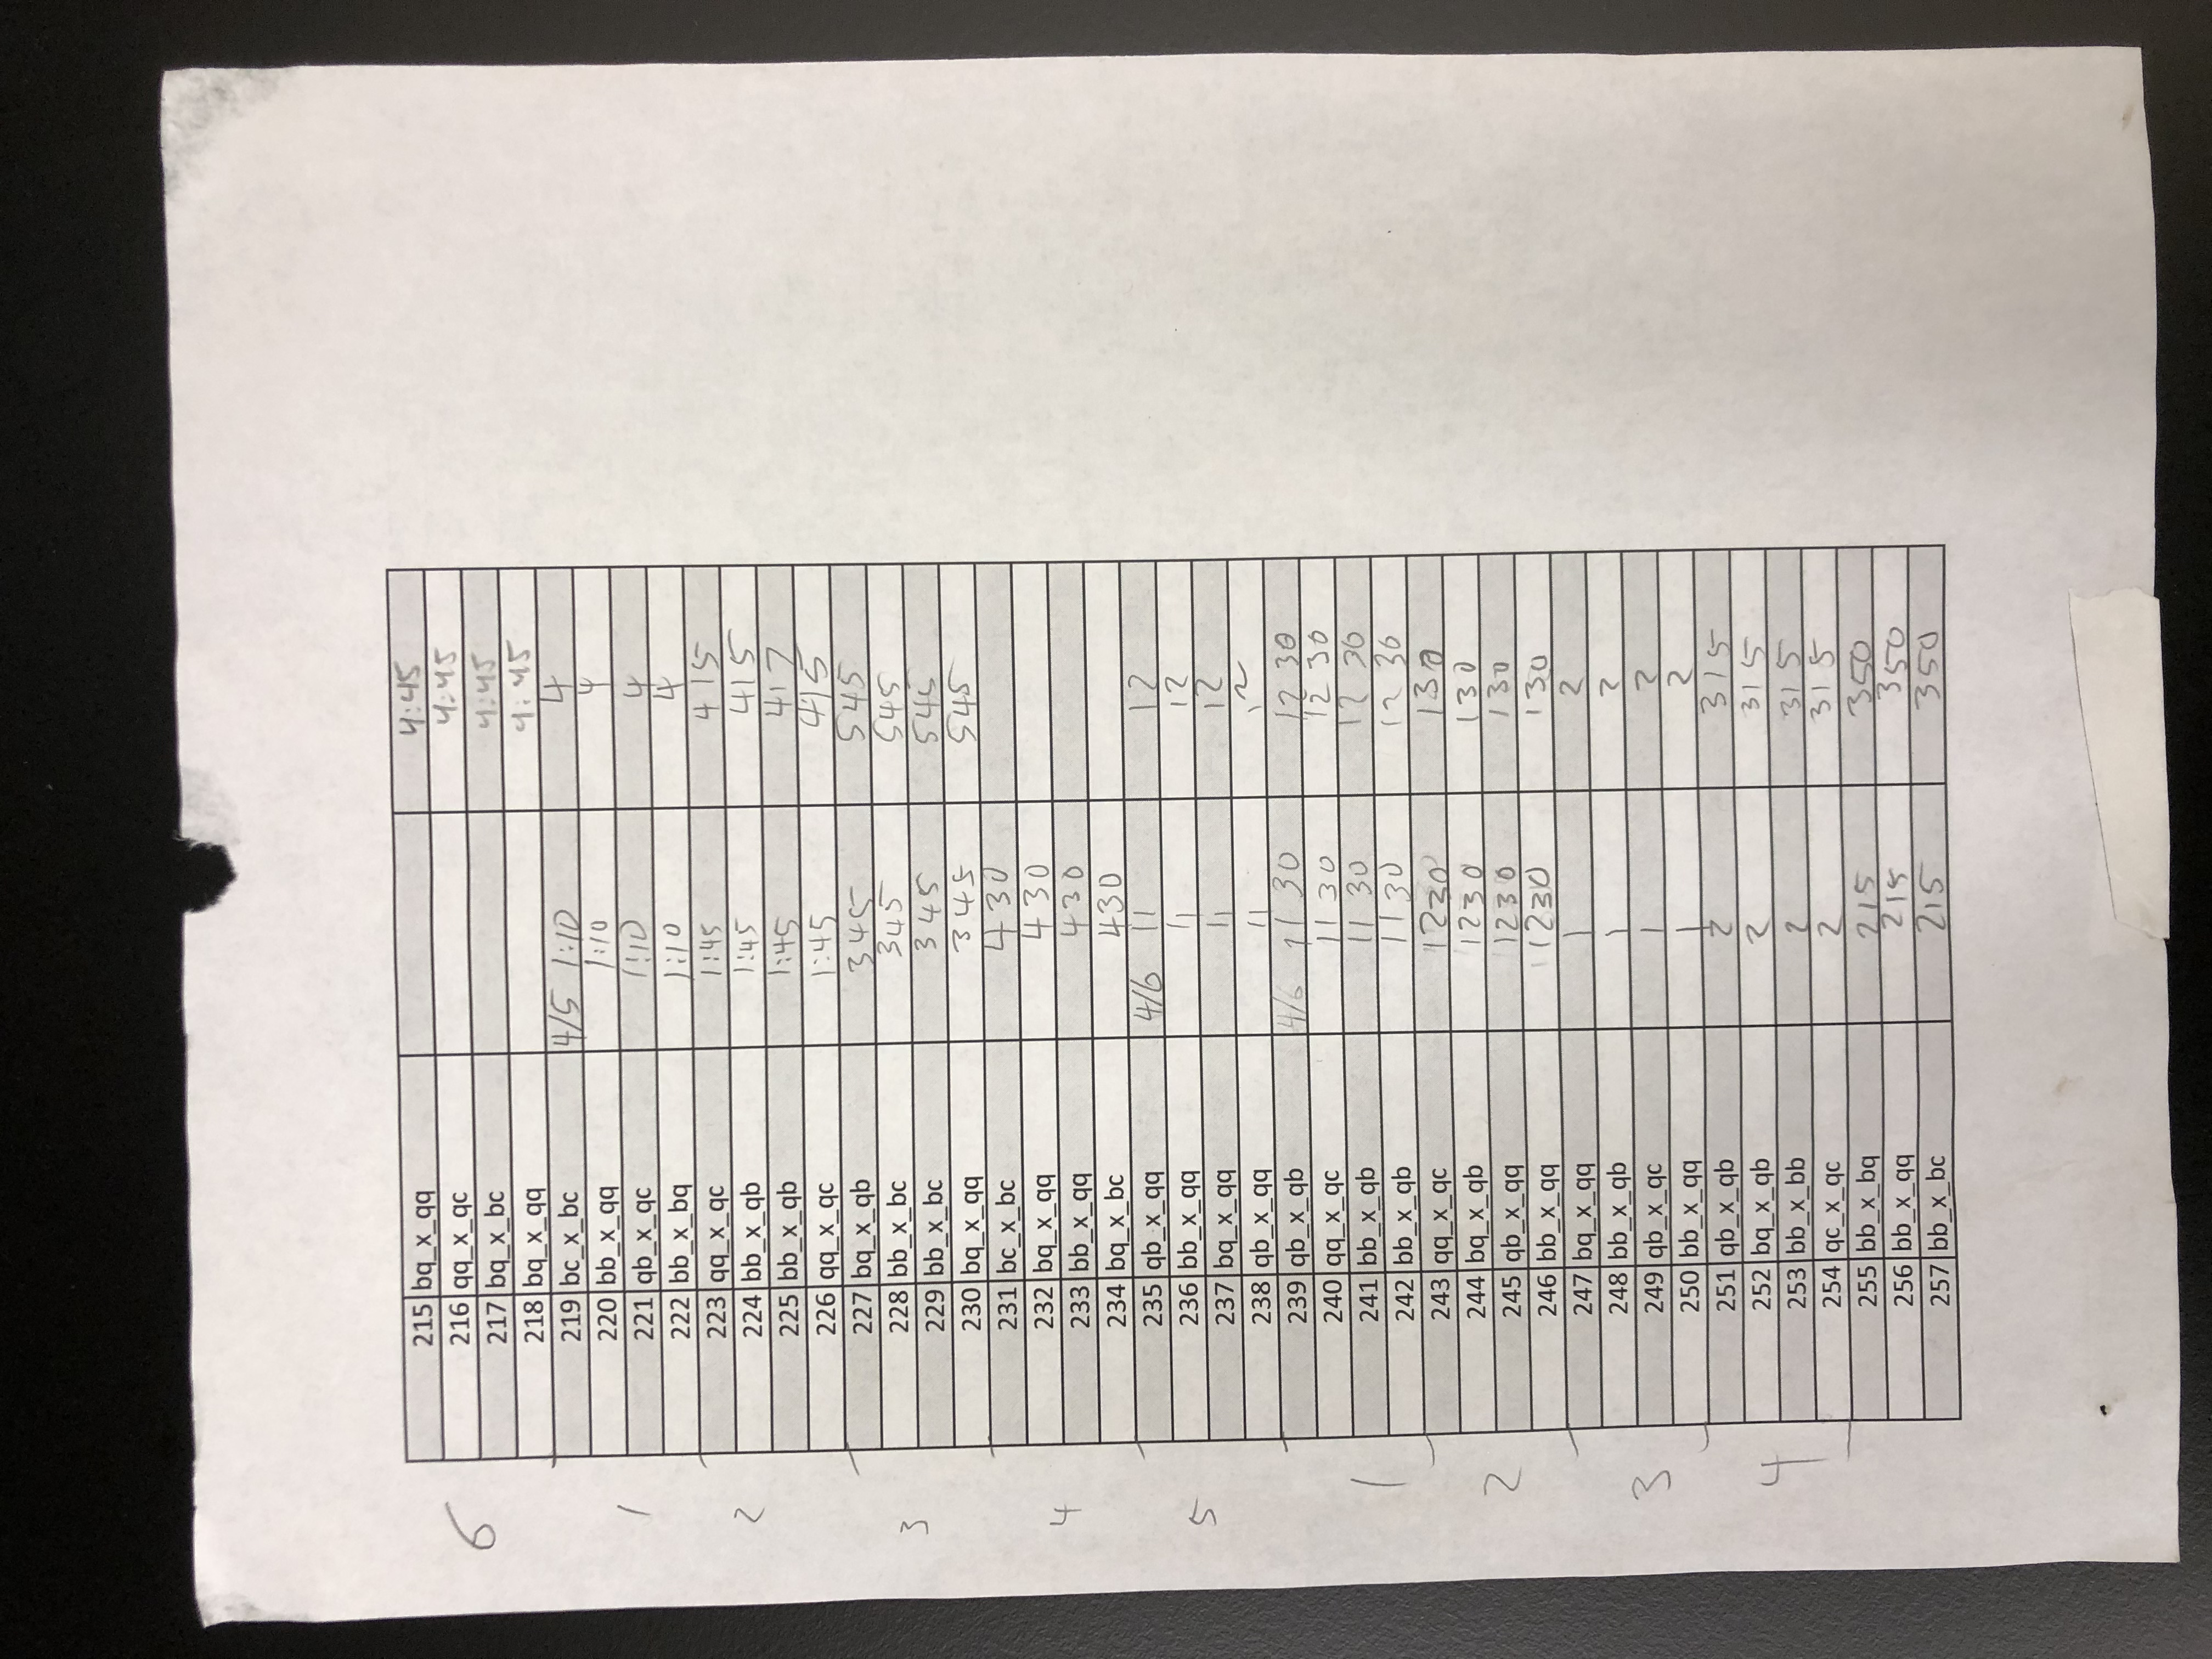 215 bq_x_qq 4:45
6 216 qq_x_qc 4:45
217 bq_x_bc 4:45
218 bq_x_qq 4:45
219 bc_x_bc 4/5 1:10 4
220 bb_x_qq 1:10 4
1 221 qb_x_qc 1:10 4
222 bb_x_bq 1:10 4
223 qq_x_qc 1:45 4 15
2 224 bb_x_qb 1:45 415
225 bb_x_qb 1:45 417
226 qq_x_qc 1:45 415
227 bq_x_qb 345 545
3 228 bb_x_bc 345 545
229 bb_x_bc 345 545
230 bq_x_qq 345 545
231 bc_x_bc 430
232 bq_x_qq 430
4 233 bb_x_qq 430
234 bq_x_bc 430
235 qb_x_qq 4/6 11 12
5 236 bb_x_qq 11 12
237 bq_x_qq 11 12
238 qb_x_qq 11 12
239 qb_x_qb 4/6 11 30 12 30
240 qq_x_qc 11 30 12 30
1 241 bb_x_qb 11 30 12 30
242 bb_x_qb 11 30 12 30
243 qq_x_qc 1230 130
244 bq_x_qb 1230 130
2 245 qb_x_qq 1230 130
246 bb_x_qq 1230 130
247 bq_x_qq 1 2
248 bb_x_qb 1 2
3 249 qb_x_qc 1 2
250 bb_x_qq 1 2
251 qb_x_qb 2 315
4 252 bq_x_qb 2 315
253 bb_x_bb 2 315
254 qc_x_qc 2 315
255 bb_x_bq 215 350
256 bb_x_qq 215 350
257 bb_x_bc 215 350